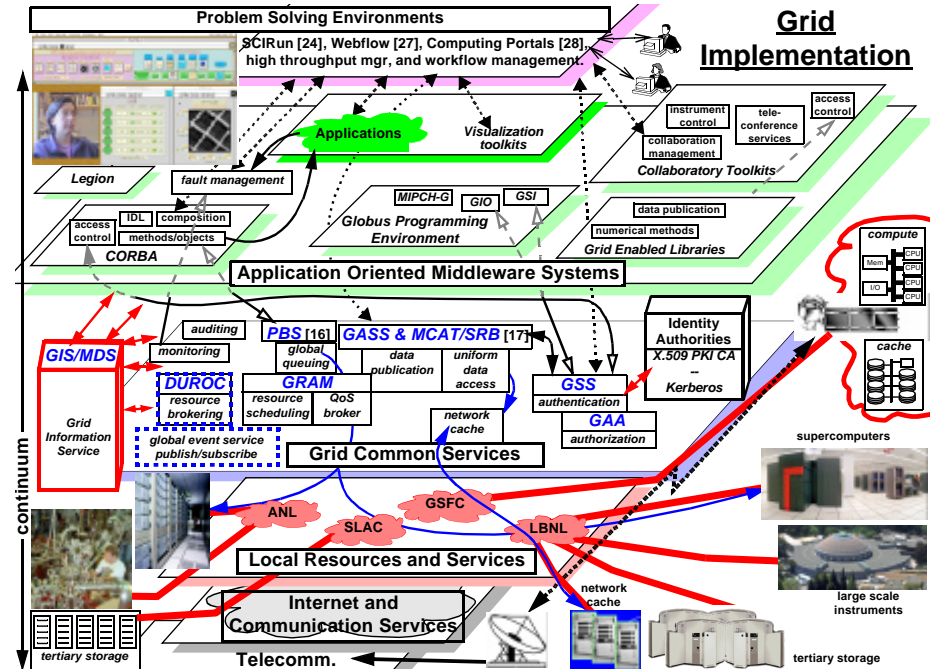 Problem Solving Environments
SCIRun [24], Webflow [27], Computing Portals [28],
high throughput mgr, and workflow management.
Grid
Implementation
Applications
Visualization
toolkits
instrument
control
tele-
conference
services
access
control
collaboration
management
Collaboratory Toolkits
Legion
fault management
MIPCH-G
GIO
GSI
Globus Programming
Environment
data publication
numerical methods
Grid Enabled Libraries
access
control
IDL
composition
methods/objects
CORBA
Application Oriented Middleware Systems
compute
Mem
I/O
CPU
CPU
CPU
CPU
cache
continuum
GIS/MDS
Grid
Information
Service
auditing
monitoring
DUROC
resource
brokering
global event service
publish/subscribe
PBS [16]
global
queuing
GRAM
resource
scheduling
QoS
broker
GASS & MCAT/SRB [17]
data
publication
uniform
data
access
network
cache
GSS
authentication
GAA
authorization
Identity
Authorities
X.509 PKI CA
--
Kerberos
Grid Common Services
supercomputers
ANL
SLAC
GSFC
LBNL
Local Resources and Services
large scale
instruments
Internet and
Communication Services
network
cache
tertiary storage
Telecomm.
tertiary storage